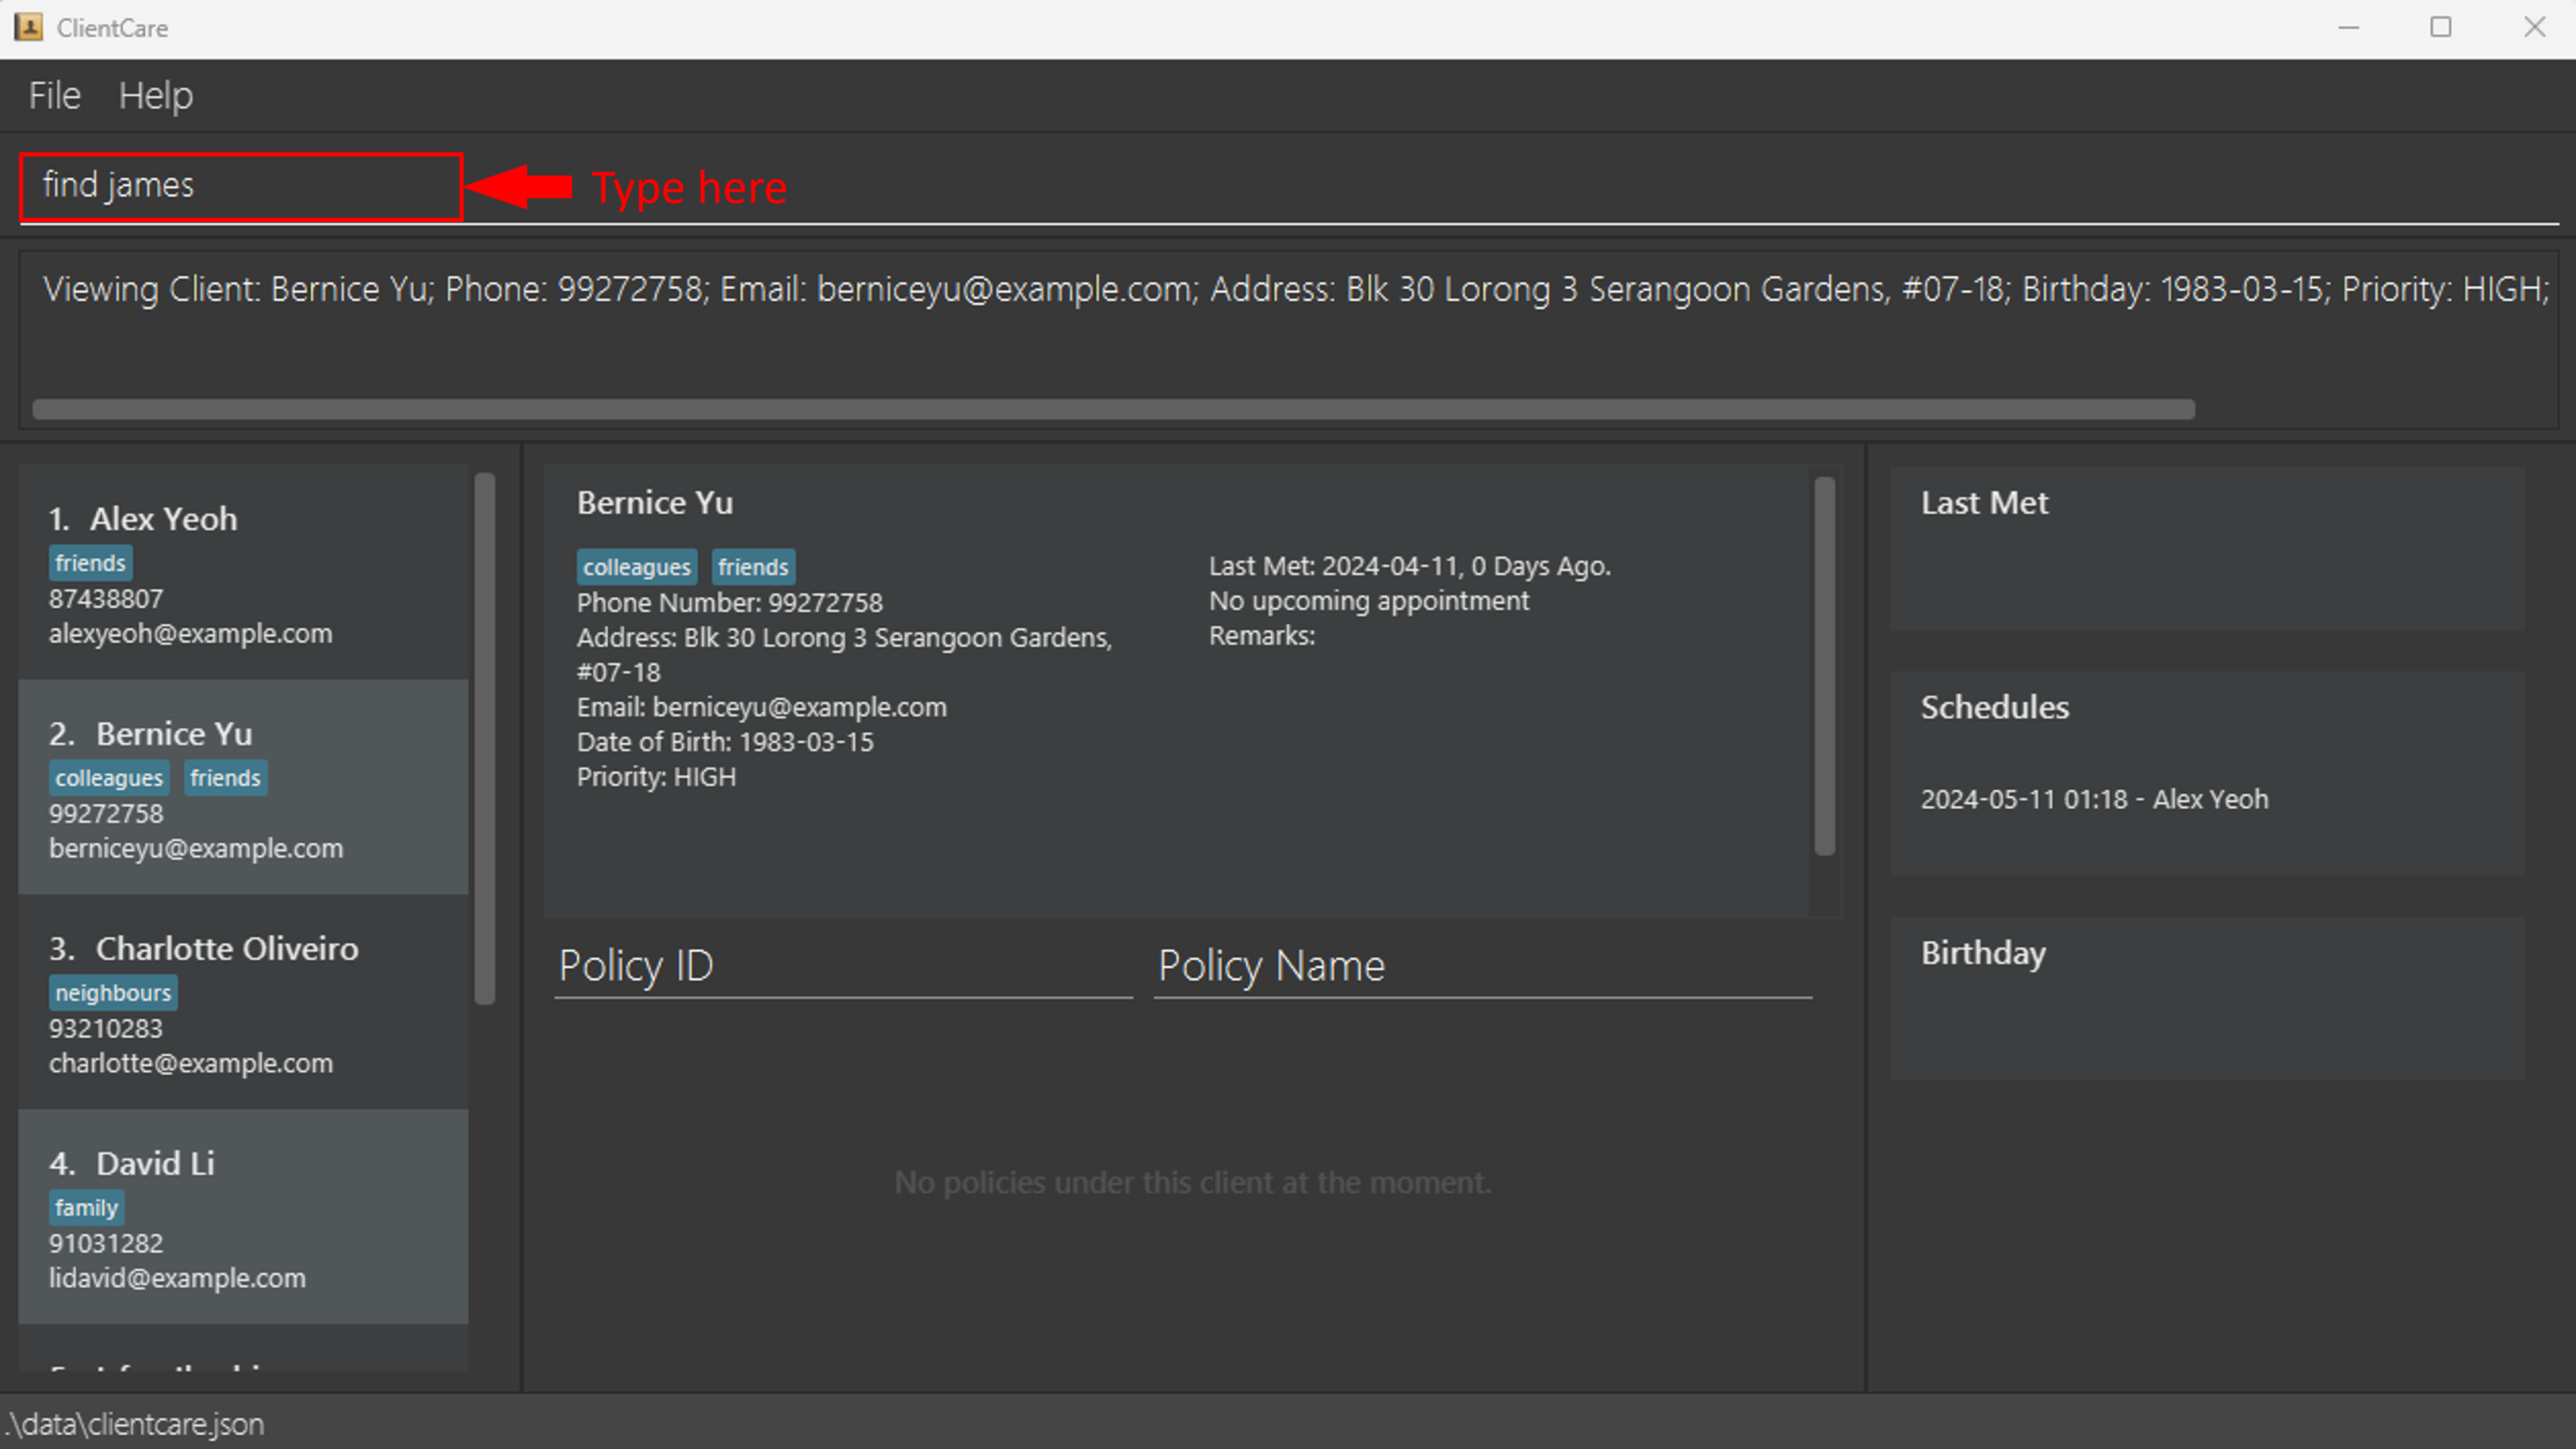 ClientCare
File Help
find james
Type here
Viewing Client: Bernice Yu; Phone: 99272758; Email: berniceyu@example.com; Address: Blk 30 Lorong 3 Serangoon Gardens, #07-18; Birthday: 1983-03-15; Priority: HIGH;
1. Alex Yeoh
friends
87438807
alexyeoh@example.com
2. Bernice Yu
colleagues friends
99272758
berniceyu@example.com
3. Charlotte Oliveiro
neighbours
93210283
charlotte@example.com
4. David Li
family
91031282
lidavid@example.com
Bernice Yu
colleagues friends
Phone Number: 99272758
Address: Blk 30 Lorong 3 Serangoon Gardens,
#07-18
Email: berniceyu@example.com
Date of Birth: 1983-03-15
Priority: HIGH
Last Met: 2024-04-11, 0 Days Ago.
No upcoming appointment
Remarks:
Policy ID Policy Name
No policies under this client at the moment.
Last Met
Schedules
2024-05-11 01:18 - Alex Yeoh
Birthday
.\data\clientcare.json